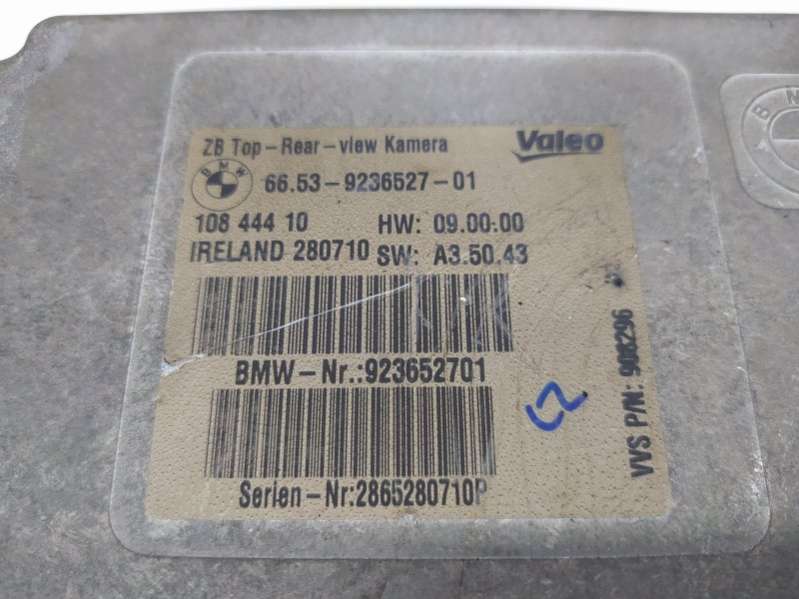 ZB Top-Rear-view Kamera
Valeo
BMW
66.53-9236527-01
108 444 10 HW: 09.00.00
IRELAND 280710 SW: A3.50.43
BMW-Nr.:923652701
Serien-Nr:2865280710P
VVS P/N: 908296